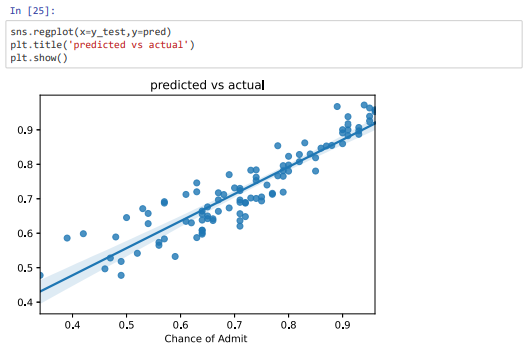 In [25]:
sns.regplot(x=y_test,y=pred)
plt.title('predicted vs actual')
plt.show()
predicted vs actual
0.9
0.8
0.7
0.6
0.5
0.4
0.4 0.5 0.6 0.7 0.8 0.9
Chance of Admit